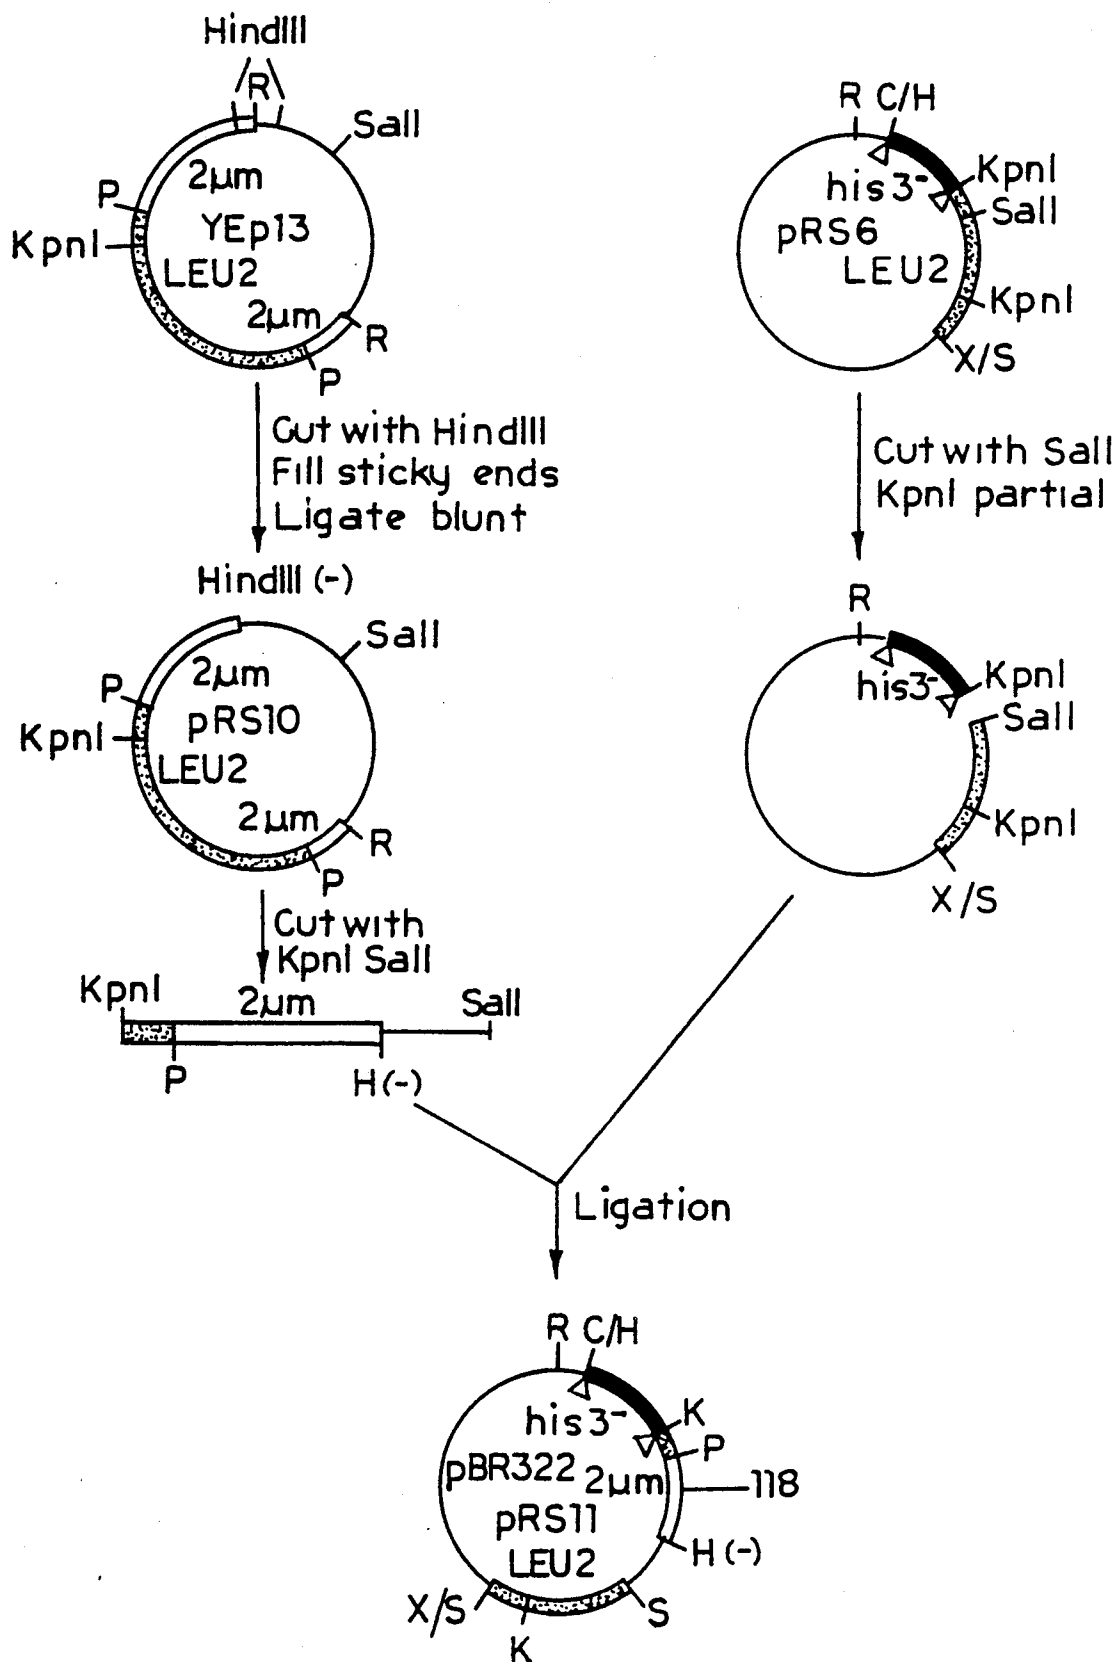 HindIII
R
SalI
2µm
P
YEp13
KpnI
LEU2
2µm
R
P
Cut with HindIII
Fill sticky ends
Ligate blunt
R C/H
KpnI
his3-
SalI
pRS6
LEU2
KpnI
X/S
Cut with SalI
KpnI partial
HindIII (-)
SalI
2µm
P
pRS10
KpnI
LEU2
2µm
R
P
Cut with
KpnI SalI
R
his3-
KpnI
SalI
KpnI
X/S
KpnI
2µm
SalI
P
H(-)
Ligation
R C/H
his3-
K
P
pBR322 2µm
118
pRS11
H(-)
LEU2
X/S
S
K